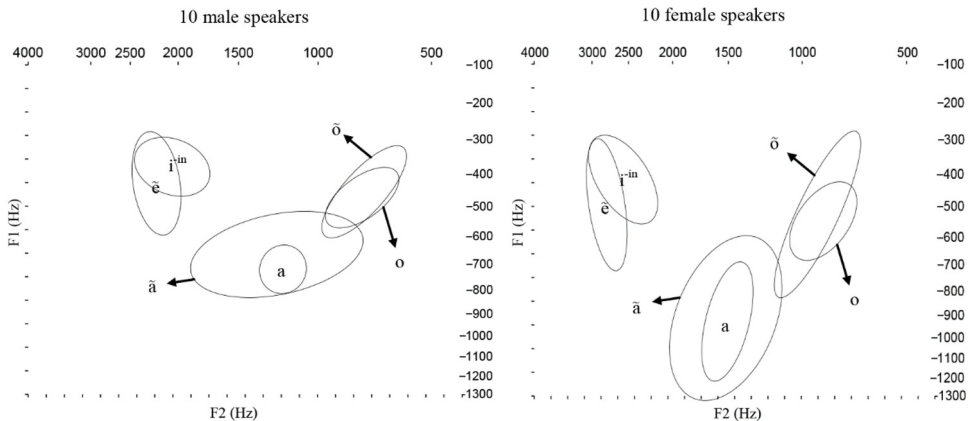 10 male speakers
4000 3000 2500 2000 1500 1000 500
−100
−200
−300
−400
−500
−600
−700
−800
−900
−1000
−1100
−1200
−1300
F1 (Hz)
F2 (Hz)
i⁻ⁱⁿ
ẽ
õ
o
ã
a
10 female speakers
4000 3000 2500 2000 1500 1000 500
−100
−200
−300
−400
−500
−600
−700
−800
−900
−1000
−1100
−1200
−1300
F1 (Hz)
F2 (Hz)
i⁻ⁱⁿ
ẽ
õ
o
ã
a